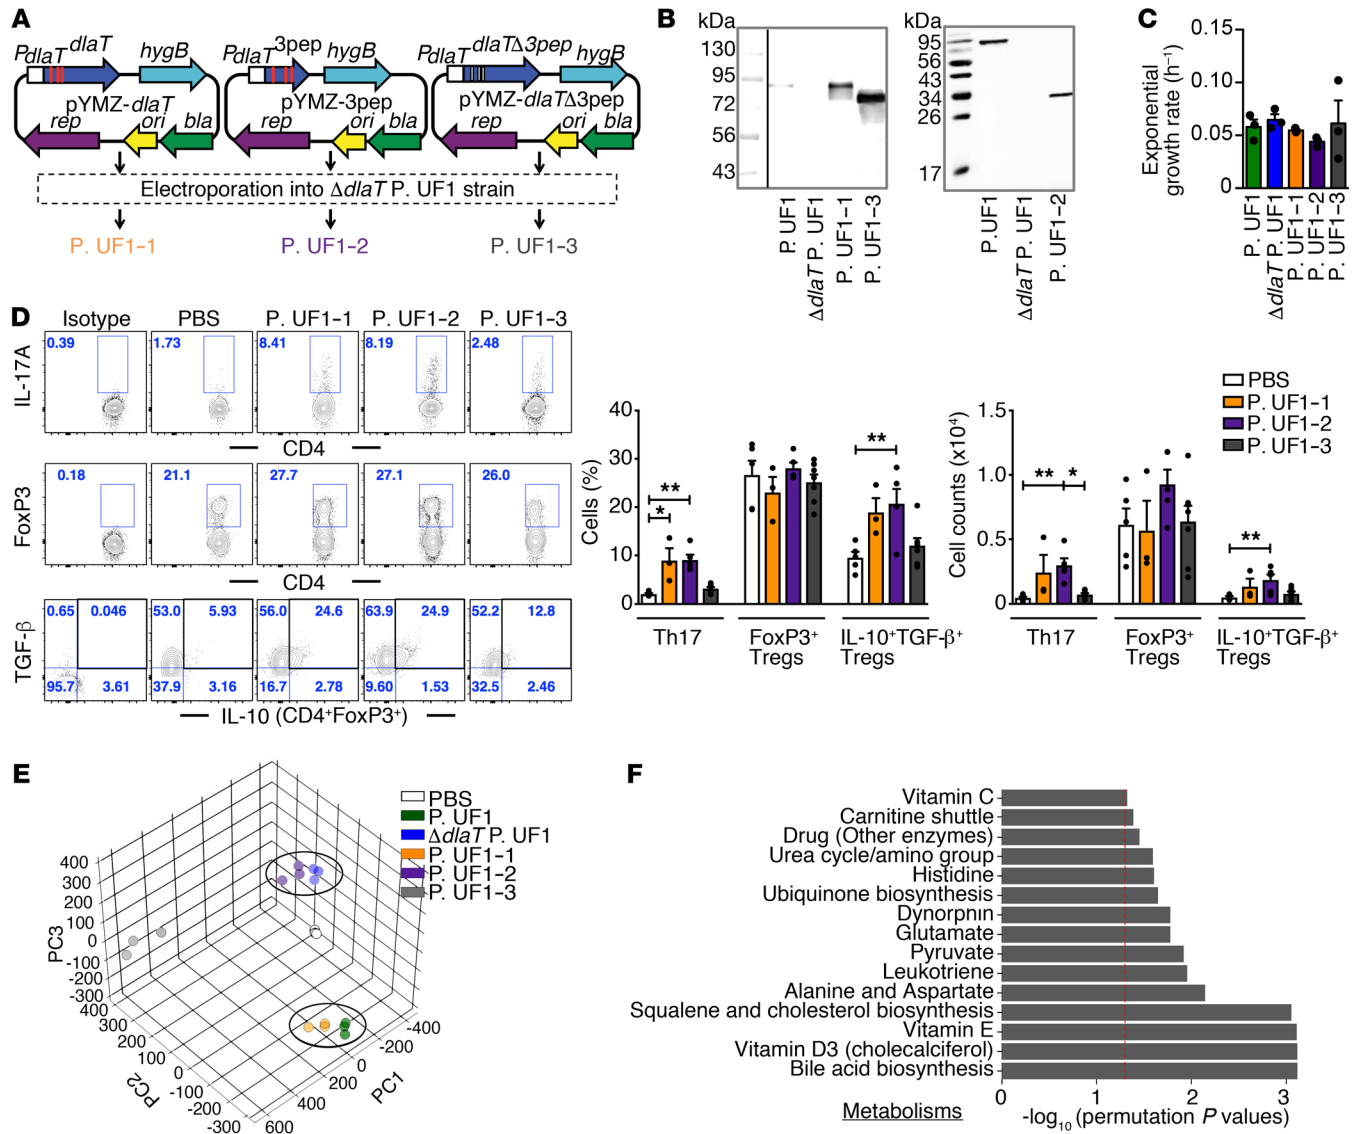 A
PdlaT dlaT hygB
pYMZ-dlaT
rep ori bla
PdlaT 3pep hygB
pYMZ-3pep
rep ori bla
PdlaT dlaTΔ3pep hygB
pYMZ-dlaTΔ3pep
rep ori bla
Electroporation into ΔdlaT P. UF1 strain
P. UF1-1 P. UF1-2 P. UF1-3
B
kDa
130
95
72
56
43
P. UF1
ΔdlaT P. UF1
P. UF1-1
P. UF1-3
kDa
95
56
43
34
26
17
P.UF1
ΔdlaT P. UF1
P. UF1-2
C
Exponential
growth rate (h⁻¹)
0.15
0.10
0.05
0
P. UF1
ΔdlaT P. UF1
P. UF1-1
P. UF1-2
P. UF1-3
D
Isotype PBS P. UF1-1 P. UF1-2 P. UF1-3
IL-17A
0.39 1.73 8.41 8.19 2.48
CD4
FoxP3
0.18 21.1 27.7 27.1 26.0
CD4
TGF-β
0.65 0.046 53.0 5.93 56.0 24.6 63.9 24.9 52.2 12.8
95.7 3.61 37.9 3.16 16.7 2.78 9.60 1.53 32.5 2.46
IL-10 (CD4⁺FoxP3⁺)
Cells (%)
40
30
20
10
0
** * **
Th17 FoxP3⁺ IL-10⁺TGF-β⁺
Tregs Tregs
Cell counts (x10⁴)
1.5
1.0
0.5
0
** * **
Th17 FoxP3⁺ IL-10⁺TGF-β⁺
Tregs Tregs
PBS
P. UF1-1
P. UF1-2
P. UF1-3
E
PC3
400
300
200
100
0
-100
-200
-300
PC2
400
300
200
100
0
-100
-200
-300
PC1
-400
-200
0
200
400
600
PBS
P. UF1
ΔdlaT P. UF1
P. UF1-1
P. UF1-2
P. UF1-3
F
Vitamin C
Carnitine shuttle
Drug (Other enzymes)
Urea cycle/amino group
Histidine
Ubiquinone biosynthesis
Dynorpnin
Glutamate
Pyruvate
Leukotriene
Alanine and Aspartate
Squalene and cholesterol biosynthesis
Vitamin E
Vitamin D3 (cholecalciferol)
Bile acid biosynthesis
0 1 2 3
Metabolisms
-log₁₀ (permutation P values)